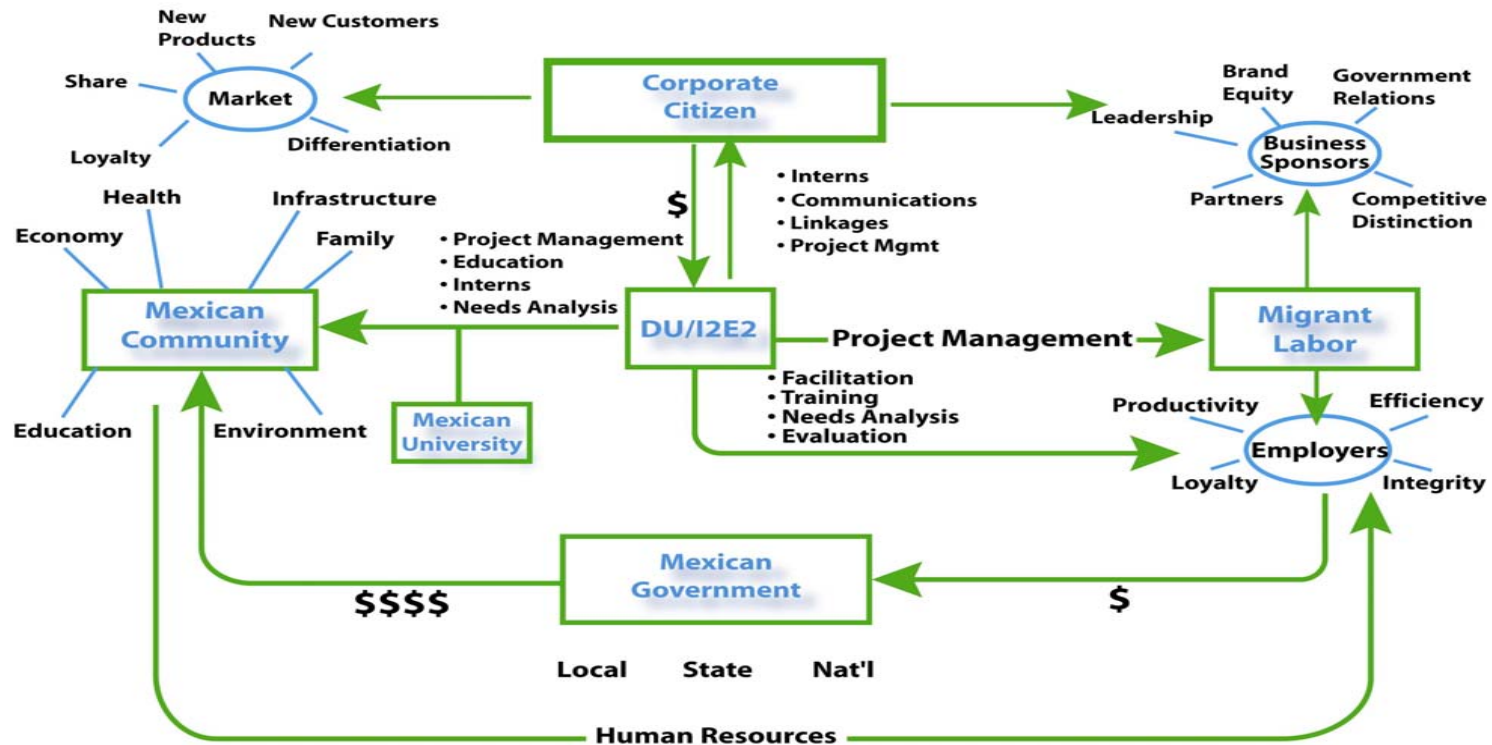 New
Products
New Customers
Share
Market
Loyalty
Differentiation
Corporate
Citizen
Brand
Equity
Government
Relations
Leadership
Business
Sponsors
Partners
Competitive
Distinction
$
• Interns
• Communications
• Linkages
• Project Mgmt
Health
Infrastructure
Economy
Family
Mexican
Community
Education
Environment
• Project Management
• Education
• Interns
• Needs Analysis
Mexican
University
DU/I2E2
Project Management
• Facilitation
• Training
• Needs Analysis
• Evaluation
Migrant
Labor
Productivity
Efficiency
Employers
Loyalty
Integrity
Mexican
Government
$$$$
$
Local State Nat'l
Human Resources